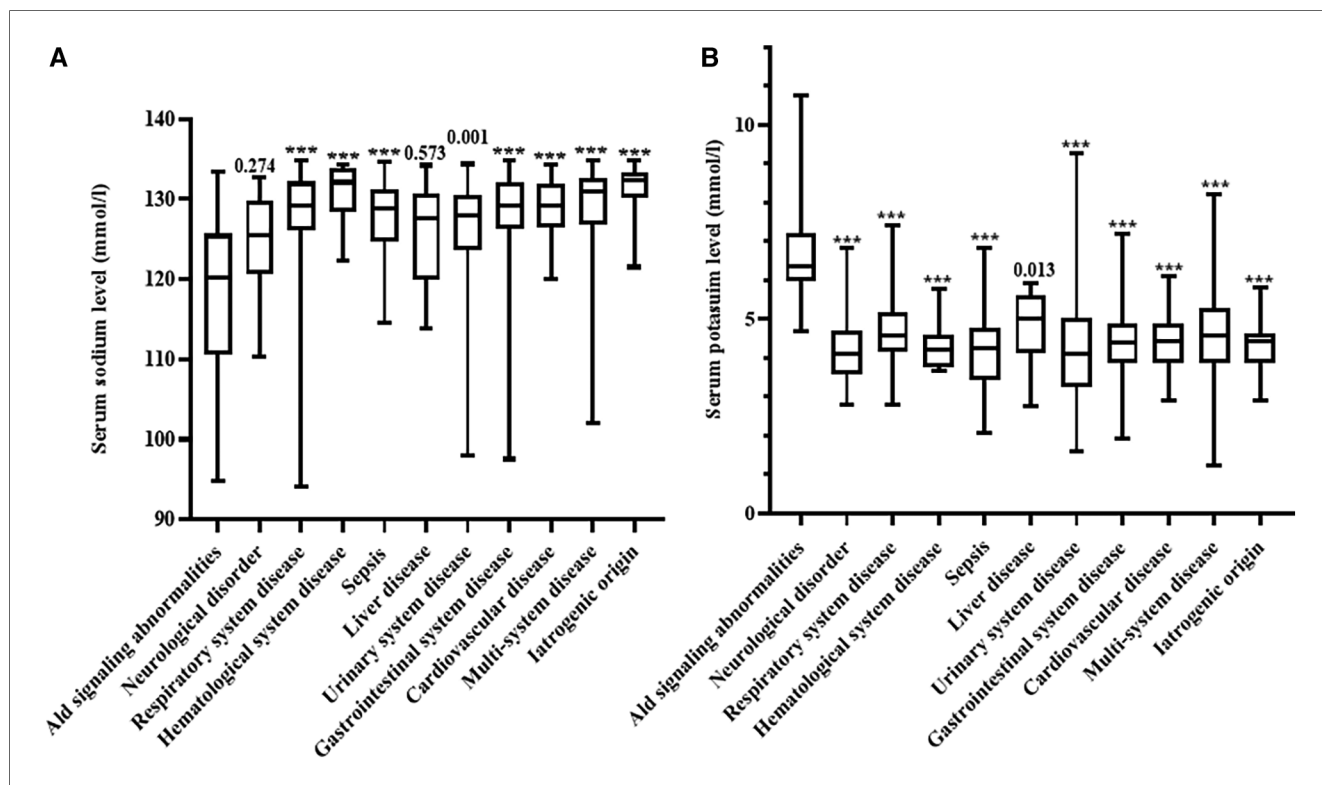 A
B
Serum sodium level (mmol/l)
140
130
120
110
100
90
0.274
***
***
***
0.573
0.001
***
***
***
***
Ald signaling abnormalities
Neurological disorder
Respiratory system disease
Hematological system disease
Sepsis
Liver disease
Urinary system disease
Gastrointestinal system disease
Cardiovascular disease
Multi-system disease
Iatrogenic origin
Serum potasuim level (mmol/l)
10
5
0
***
***
***
***
0.013
***
***
***
***
***
Ald signaling abnormalities
Neurological disorder
Respiratory system disease
Hematological system disease
Sepsis
Liver disease
Urinary system disease
Gastrointestinal system disease
Cardiovascular disease
Multi-system disease
Iatrogenic origin